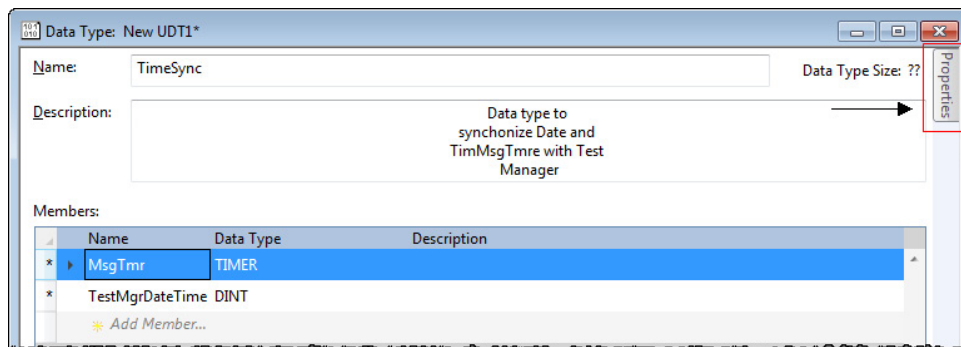 Data Type: New UDT1*
Name: TimeSync Data Type Size: ??
Properties
Description: Data type to
synchonize Date and
TimMsgTmre with Test
Manager
Members:
Name Data Type Description
* MsgTmr TIMER
* TestMgrDateTime DINT
Add Member...